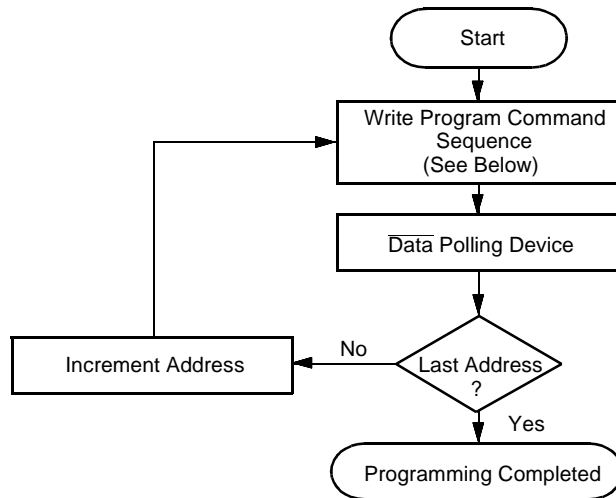 Start
Write Program Command
Sequence
(See Below)
Data Polling Device
No
Increment Address
Last Address
?
Yes
Programming Completed